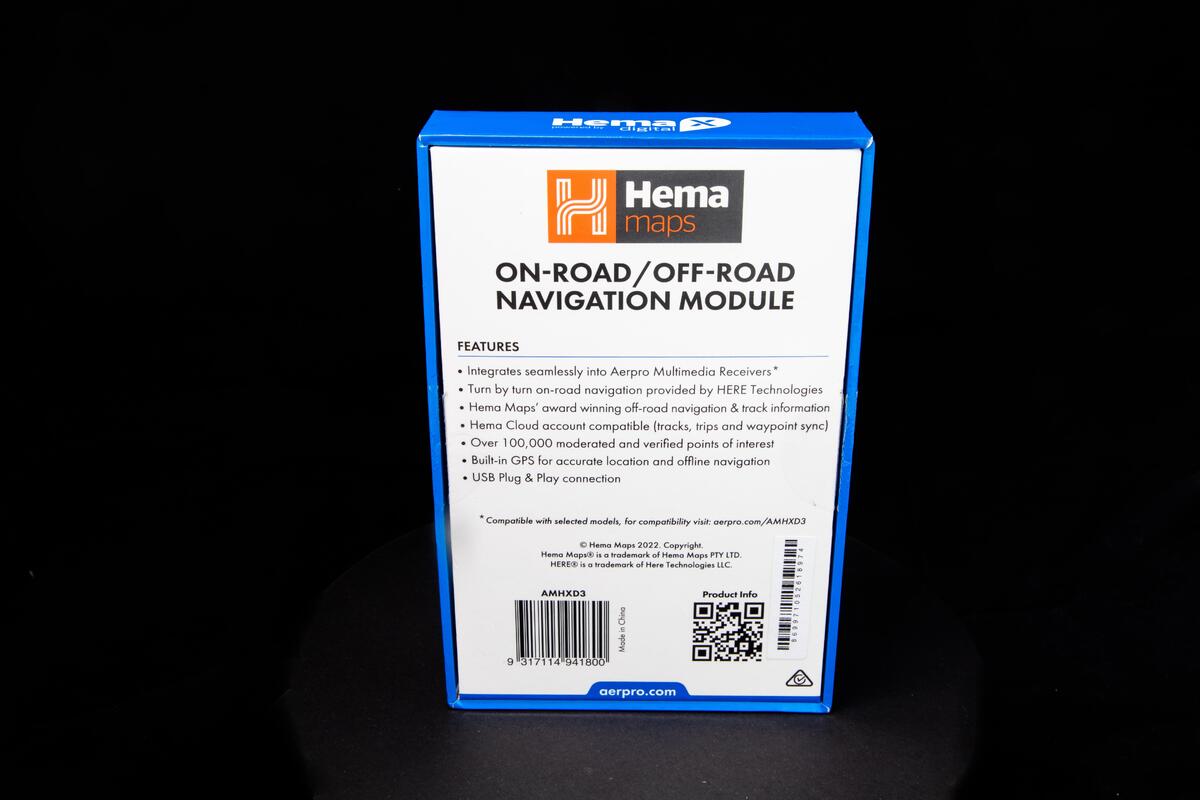 Hema X
powered by digital
Hema
maps
ON-ROAD/OFF-ROAD
NAVIGATION MODULE
FEATURES
• Integrates seamlessly into Aerpro Multimedia Receivers*
• Turn by turn on-road navigation provided by HERE Technologies
• Hema Maps' award winning off-road navigation & track information
• Hema Cloud account compatible (tracks, trips and waypoint sync)
• Over 100,000 moderated and verified points of interest
• Built-in GPS for accurate location and offline navigation
• USB Plug & Play connection
*Compatible with selected models, for compatibility visit: aerpro.com/AMHXD3
© Hema Maps 2022. Copyright.
Hema Maps® is a trademark of Hema Maps PTY LTD.
HERE® is a trademark of Here Technologies LLC.
AMHXD3
9 317114 941800
Made in China
Product Info
869971052618974
aerpro.com